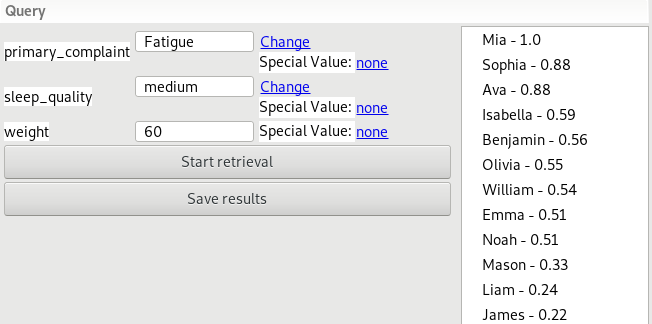 Query
primary_complaint Fatigue Change
Special Value: none
sleep_quality medium Change
Special Value: none
weight 60 Special Value: none
Start retrieval
Save results
Mia - 1.0
Sophia - 0.88
Ava - 0.88
Isabella - 0.59
Benjamin - 0.56
Olivia - 0.55
William - 0.54
Emma - 0.51
Noah - 0.51
Mason - 0.33
Liam - 0.24
James - 0.22